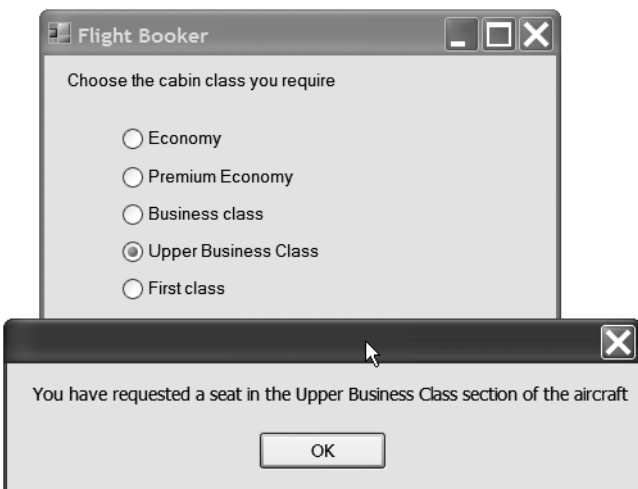 Flight Booker
Choose the cabin class you require
Economy
Premium Economy
Business class
Upper Business Class
First class
You have requested a seat in the Upper Business Class section of the aircraft
OK